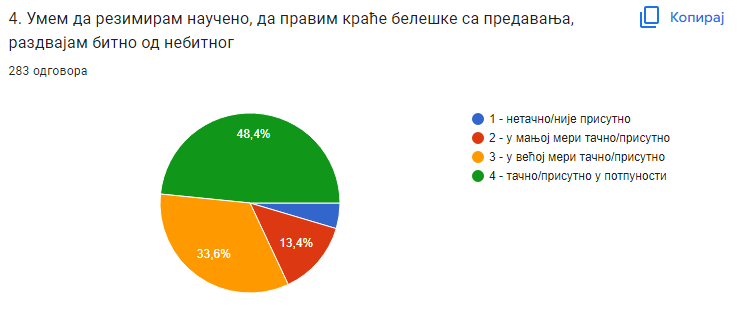 4. Умем да резимирам научено, да правим краће белешке са предавања,
раздвајам битно од небитног
Копирај
283 одговора
48,4%
33,6%
13,4%
1 - нетачно/није присутно
2 - у мањој мери тачно/присутно
3 - у већој мери тачно/присутно
4 - тачно/присутно у потпуности